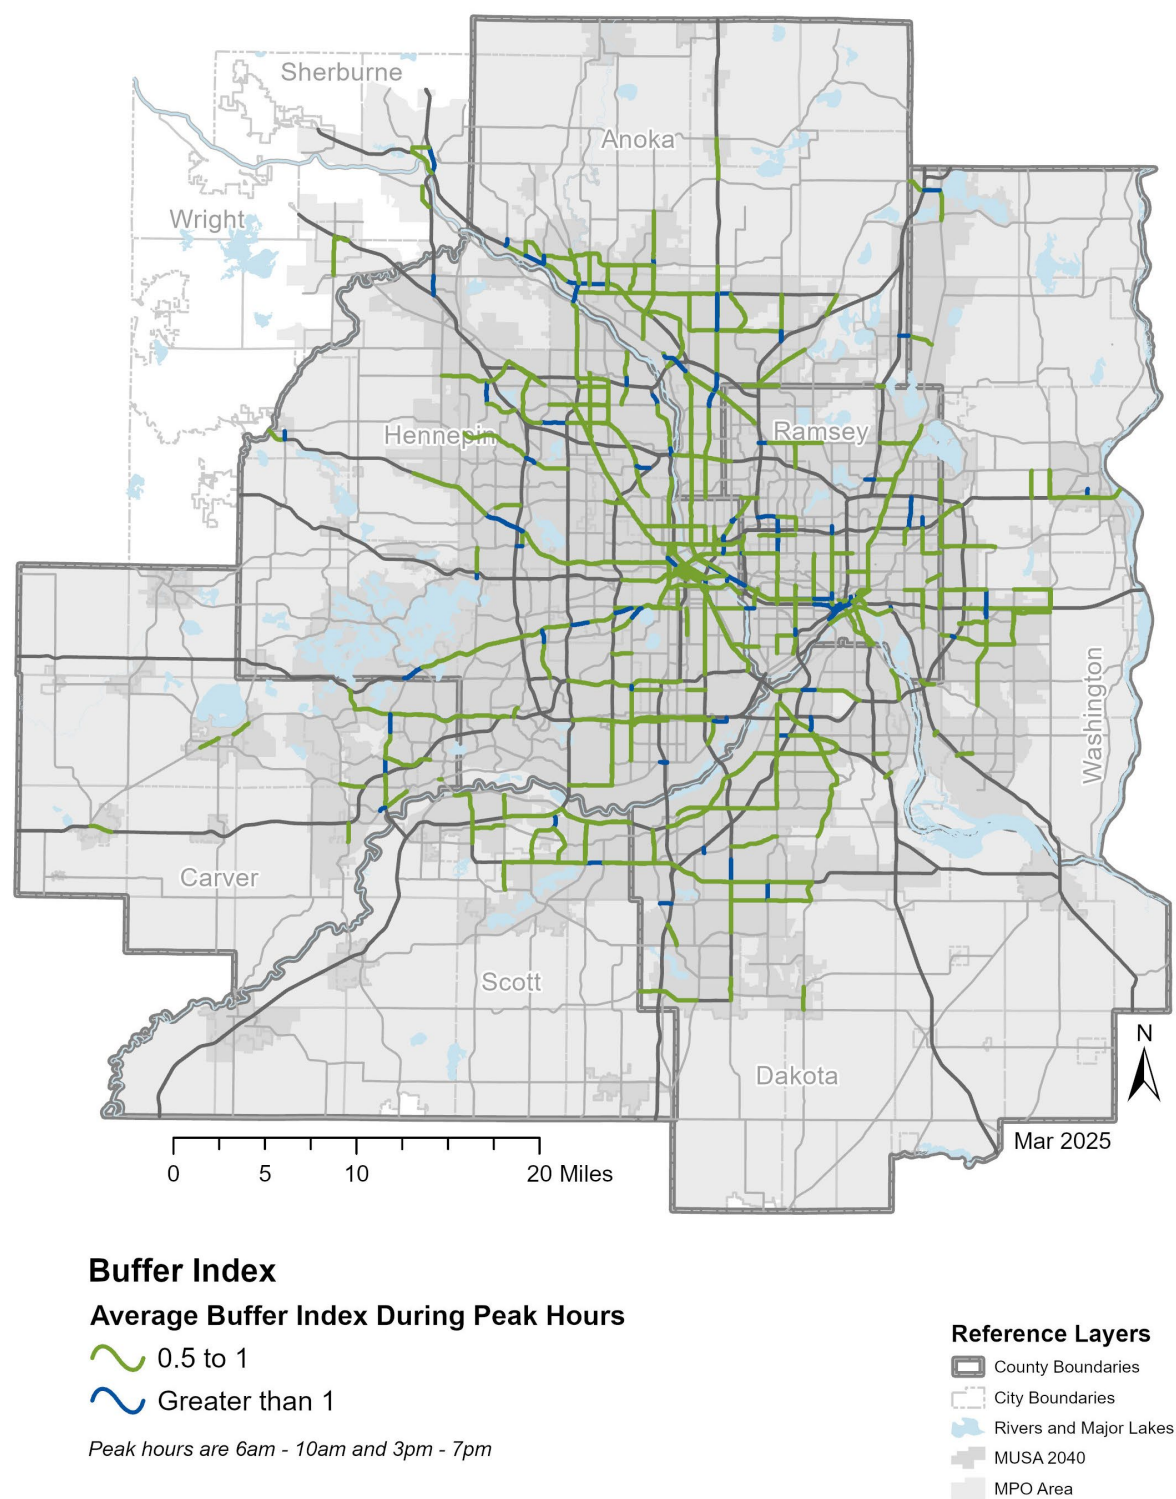 Sherburne
Anoka
Wright
Hennepin
Ramsey
Washington
Carver
Scott
Dakota
N
Mar 2025
0 5 10 20 Miles
Buffer Index
Average Buffer Index During Peak Hours
0.5 to 1
Greater than 1
Peak hours are 6am - 10am and 3pm - 7pm
Reference Layers
County Boundaries
City Boundaries
Rivers and Major Lakes
MUSA 2040
MPO Area